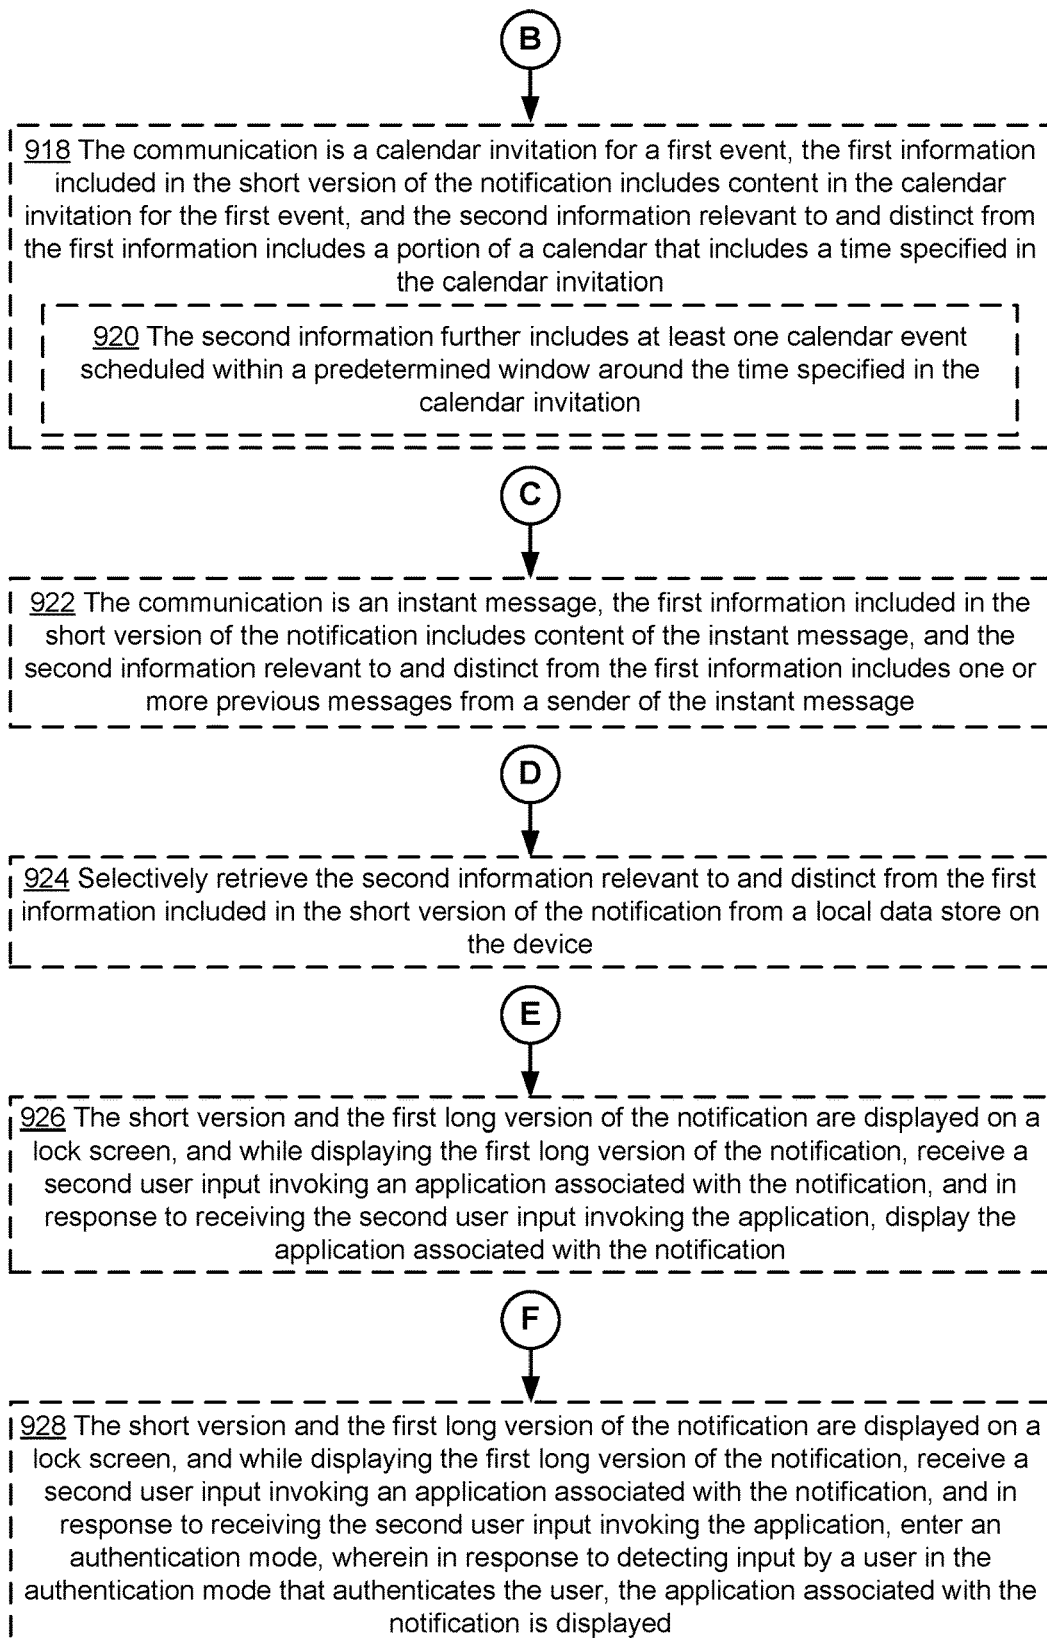 B
918 The communication is a calendar invitation for a first event, the first information
included in the short version of the notification includes content in the calendar
invitation for the first event, and the second information relevant to and distinct from
the first information includes a portion of a calendar that includes a time specified in
the calendar invitation
920 The second information further includes at least one calendar event
scheduled within a predetermined window around the time specified in the
calendar invitation
C
922 The communication is an instant message, the first information included in the
short version of the notification includes content of the instant message, and the
second information relevant to and distinct from the first information includes one or
more previous messages from a sender of the instant message
D
924 Selectively retrieve the second information relevant to and distinct from the first
information included in the short version of the notification from a local data store on
the device
E
926 The short version and the first long version of the notification are displayed on a
lock screen, and while displaying the first long version of the notification, receive a
second user input invoking an application associated with the notification, and in
response to receiving the second user input invoking the application, display the
application associated with the notification
F
928 The short version and the first long version of the notification are displayed on a
lock screen, and while displaying the first long version of the notification, receive a
second user input invoking an application associated with the notification, and in
response to receiving the second user input invoking the application, enter an
authentication mode, wherein in response to detecting input by a user in the
authentication mode that authenticates the user, the application associated with the
notification is displayed